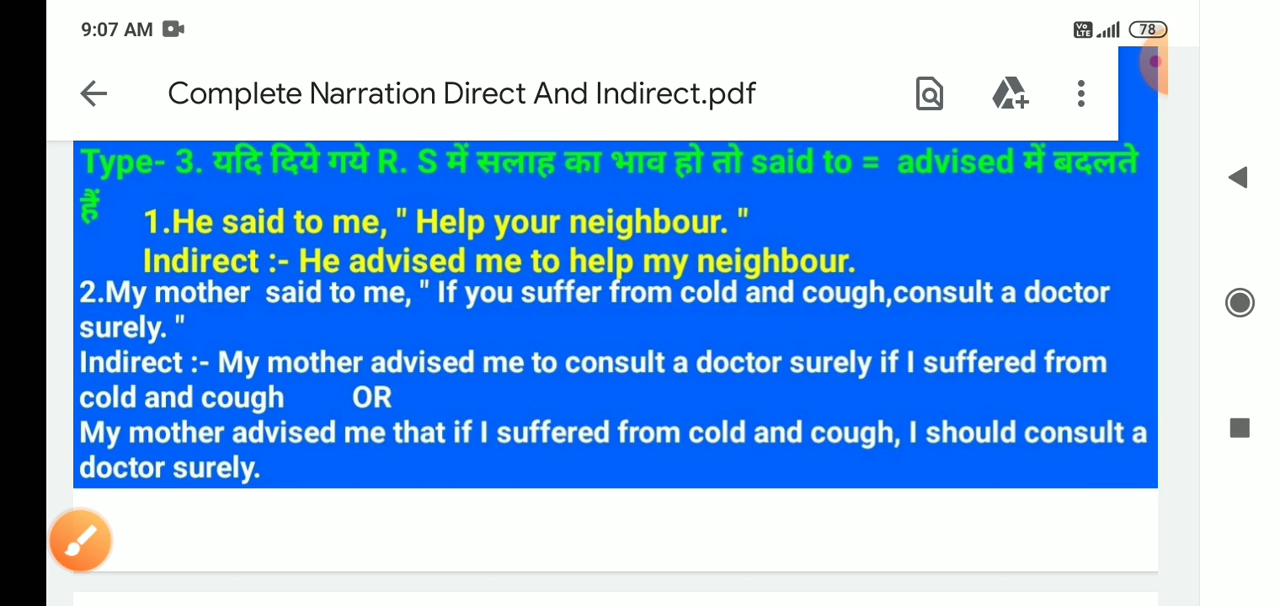 9:07 AM
Vo LTE 78
Complete Narration Direct And Indirect.pdf
Type- 3. यदि दिये गये R. S में सलाह का भाव हो तो said to = advised में बदलते
हैं
1.He said to me, " Help your neighbour. "
Indirect :- He advised me to help my neighbour.
2.My mother said to me, " If you suffer from cold and cough,consult a doctor
surely. "
Indirect :- My mother advised me to consult a doctor surely if I suffered from
cold and cough OR
My mother advised me that if I suffered from cold and cough, I should consult a
doctor surely.